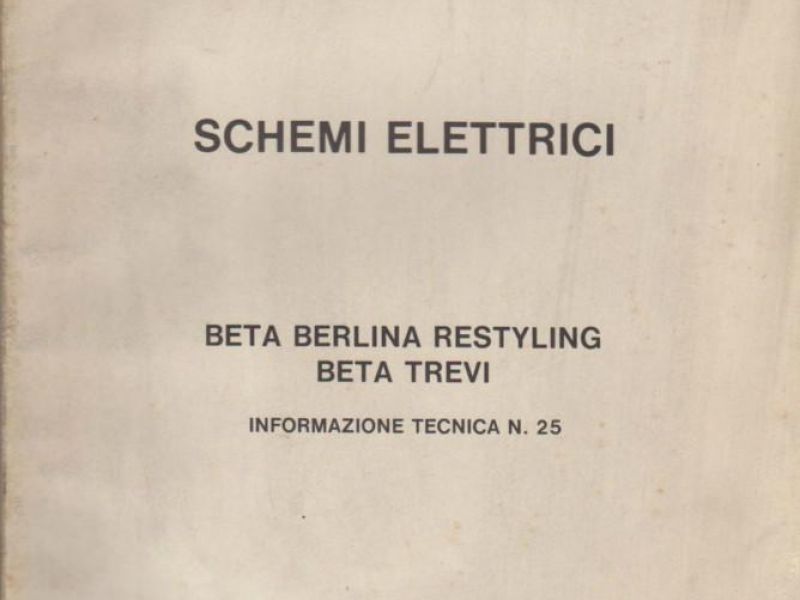 SCHEMI ELETTRICI
BETA BERLINA RESTYLING
BETA TREVI
INFORMAZIONE TECNICA N. 25